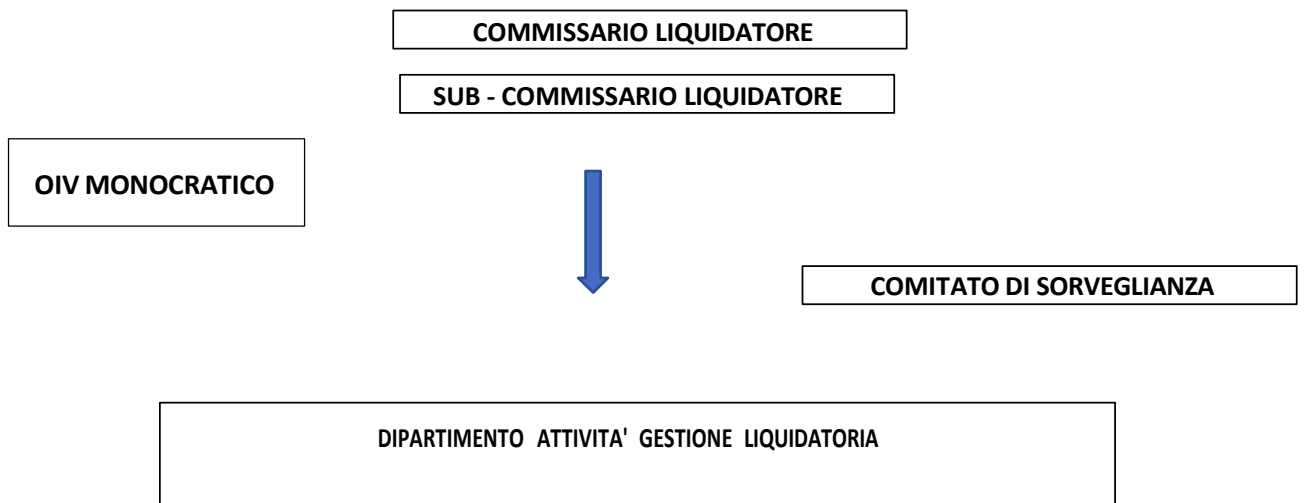 COMMISSARIO LIQUIDATORE
SUB - COMMISSARIO LIQUIDATORE
OIV MONOCRATICO
COMITATO DI SORVEGLIANZA
DIPARTIMENTO ATTIVITA' GESTIONE LIQUIDATORIA